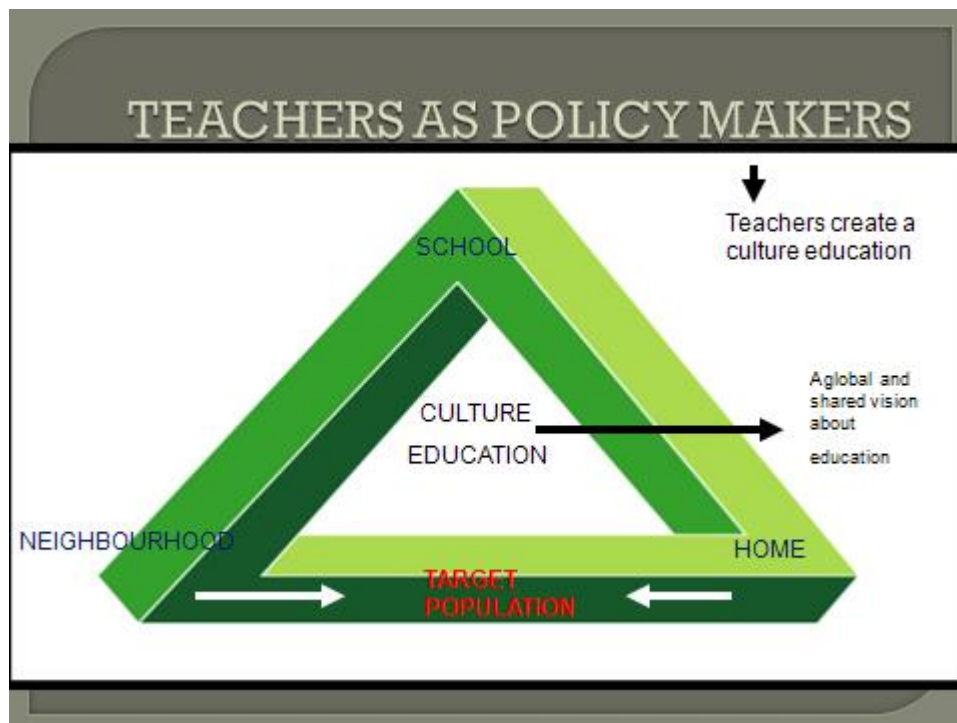 TEACHERS AS POLICY MAKERS
Teachers create a
culture education
SCHOOL
Aglobal and
shared vision
about
education
CULTURE
EDUCATION
NEIGHBOURHOOD
HOME
TARGET
POPULATION